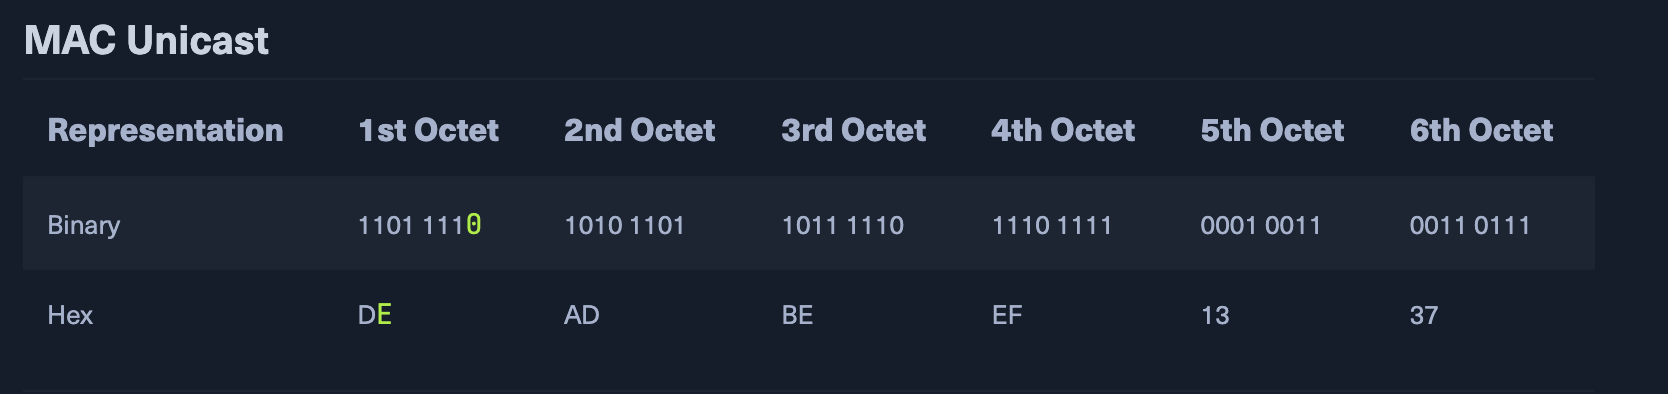 MAC Unicast
Representation 1st Octet 2nd Octet 3rd Octet 4th Octet 5th Octet 6th Octet
Binary 1101 1110 1010 1101 1011 1110 1110 1111 0001 0011 0011 0111
Hex DE AD BE EF 13 37